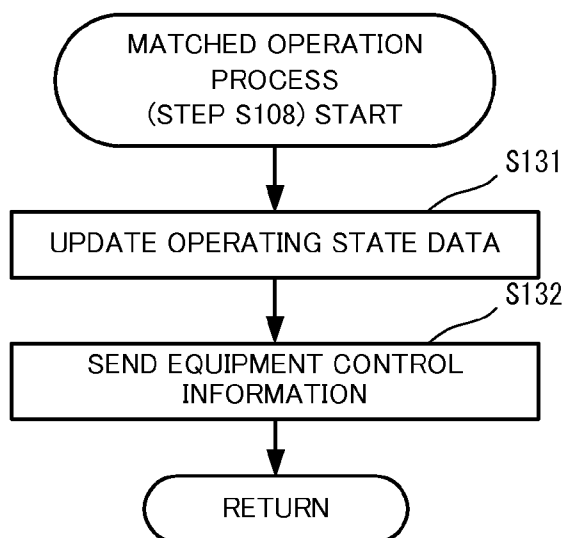 MATCHED OPERATION
PROCESS
(STEP S108) START
S131
UPDATE OPERATING STATE DATA
S132
SEND EQUIPMENT CONTROL
INFORMATION
RETURN